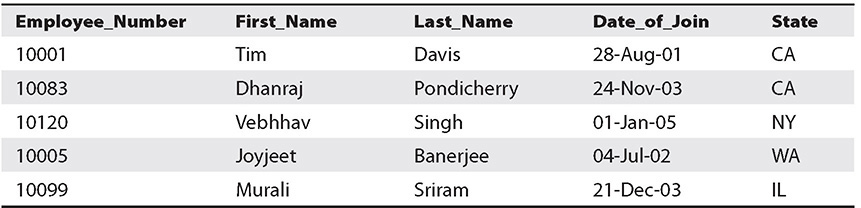 Employee_Number First_Name Last_Name Date_of_Join State
10001 Tim Davis 28-Aug-01 CA
10083 Dhanraj Pondicherry 24-Nov-03 CA
10120 Vebhhav Singh 01-Jan-05 NY
10005 Joyjeet Banerjee 04-Jul-02 WA
10099 Murali Sriram 21-Dec-03 IL